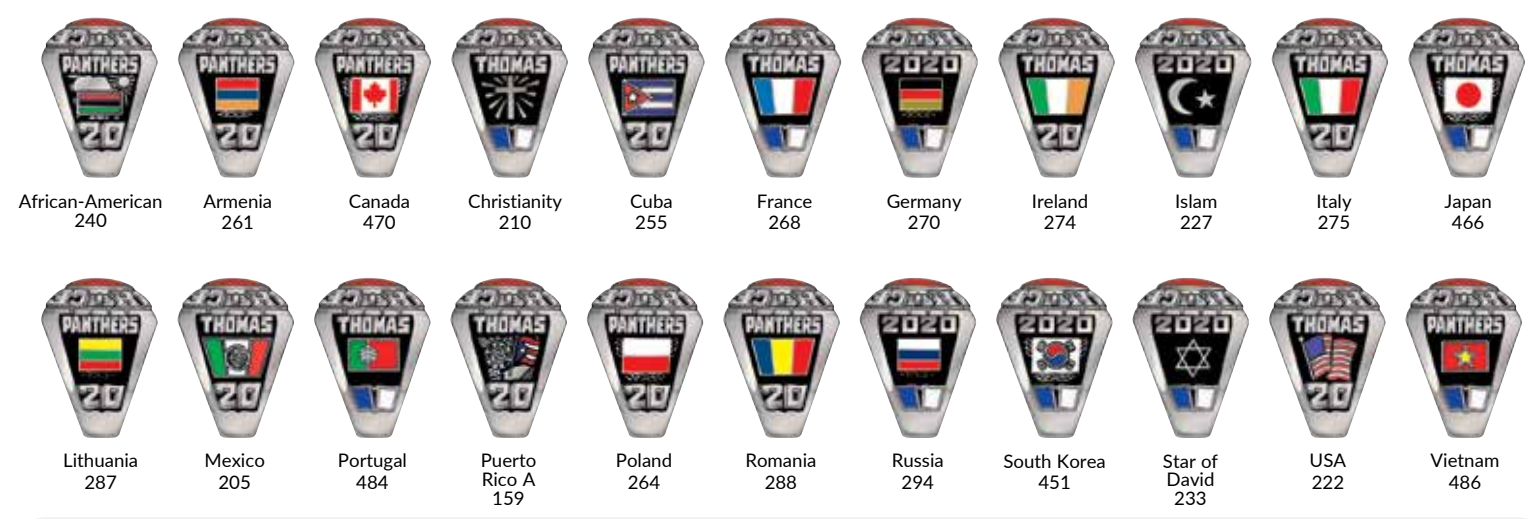 PANTHERS PANTHERS PANTHERS THOMAS PANTHERS THOMAS 2020 THOMAS 2020 THOMAS THOMAS
20 20 20 20 20 20
African-American Armenia Canada Christianity Cuba France Germany Ireland Islam Italy Japan
240 261 470 210 255 268 270 274 227 275 466
PANTHERS THOMAS THOMAS THOMAS PANTHERS PANTHERS 2020 2020 2020 THOMAS PANTHERS
20 20 20 20 20 20
Lithuania Mexico Portugal Puerto Poland Romania Russia South Korea Star of USA Vietnam
287 205 484 Rico A 264 288 294 451 David 222 486
159 233